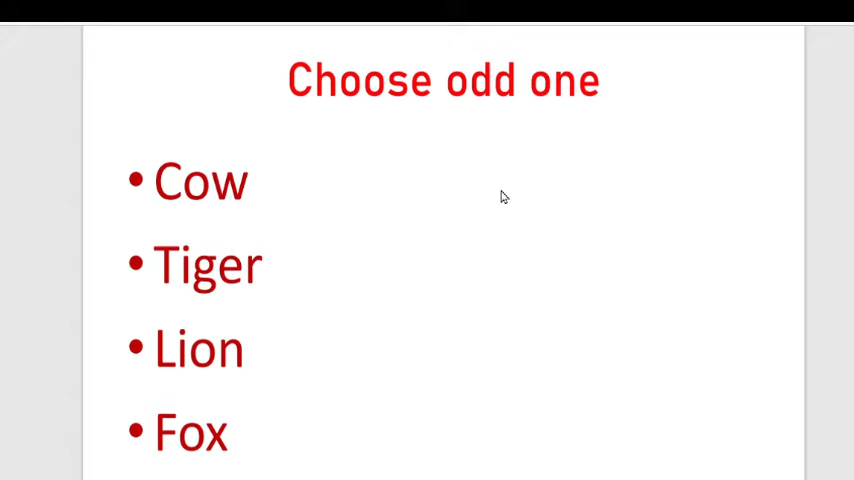 Choose odd one
• Cow
• Tiger
• Lion
• Fox